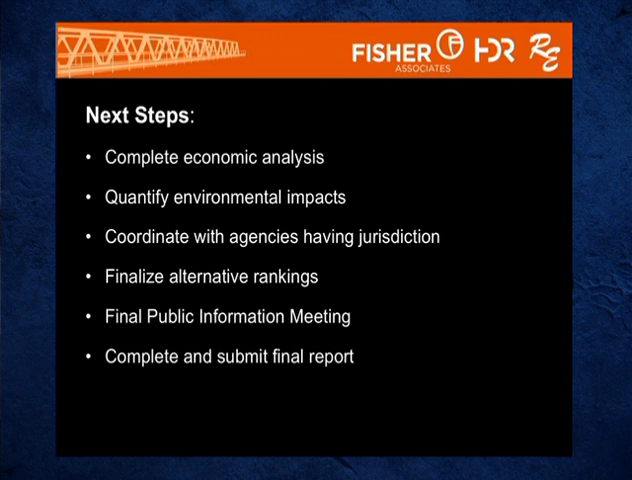 FISHER
ASSOCIATES
HDR
RE
Next Steps:
• Complete economic analysis
• Quantify environmental impacts
• Coordinate with agencies having jurisdiction
• Finalize alternative rankings
• Final Public Information Meeting
• Complete and submit final report